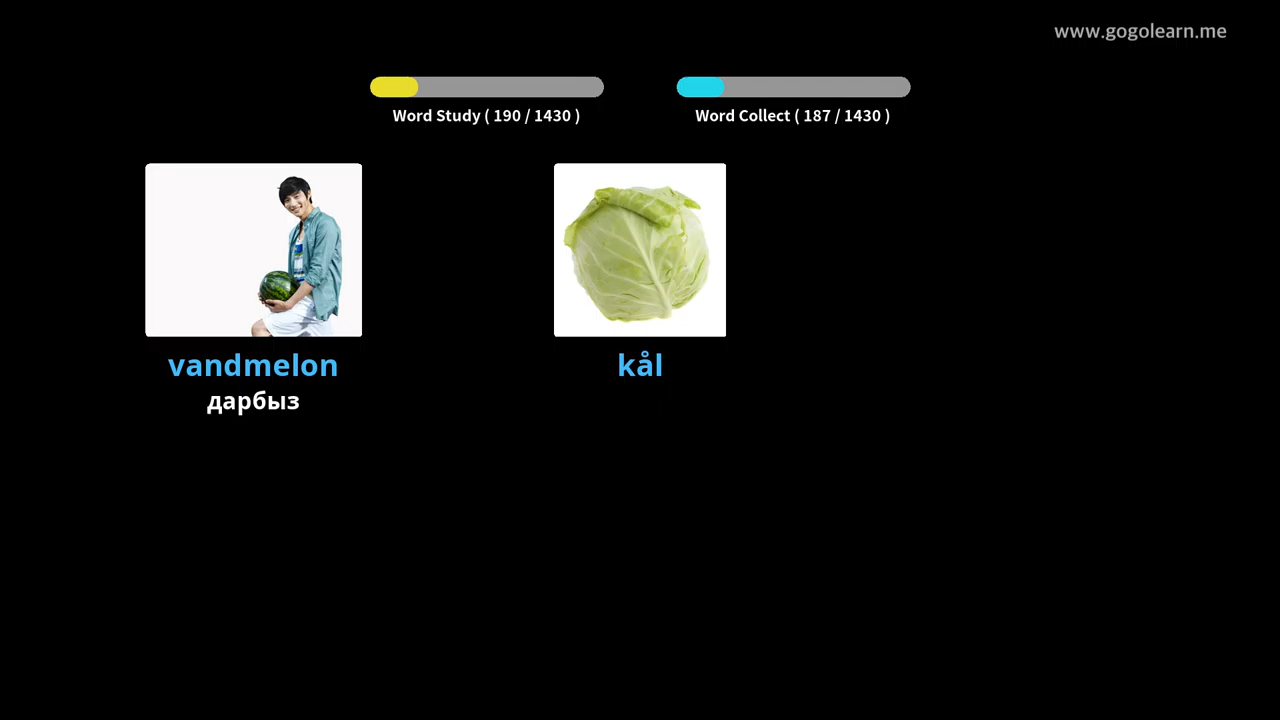 www.gogolearn.me
Word Study ( 190 / 1430 )
Word Collect ( 187 / 1430 )
vandmelon
дарбыз
kål